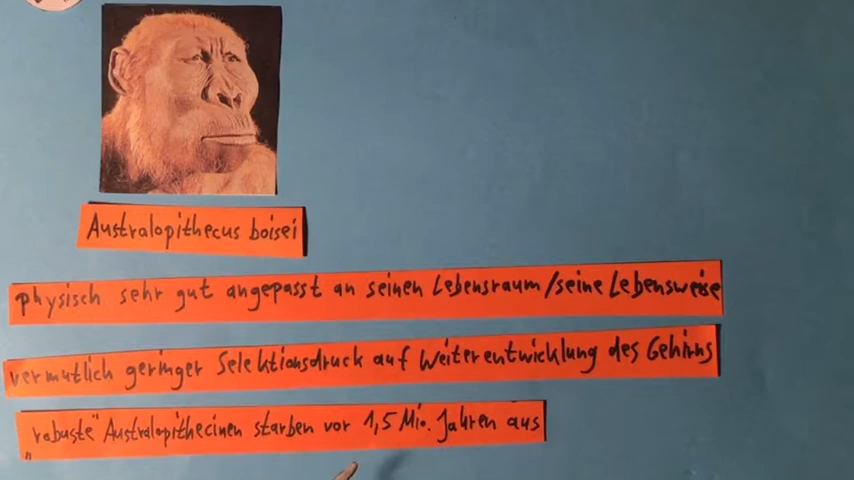 Australopithecus boisei
physisch sehr gut angepasst an seinen Lebensraum/seine Lebensweise
vermutlich geringer Selektionsdruck auf Weiterentwicklung des Gehirns
„robuste" Australopithecinen starben vor 1,5 Mio. Jahren aus